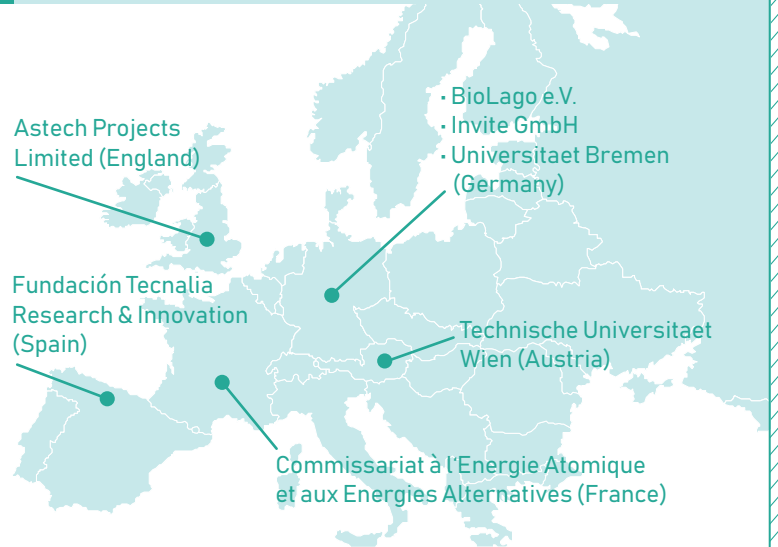 Astech Projects
Limited (England)
· BioLago e.V.
· Invite GmbH
· Universitaet Bremen
(Germany)
Fundación Tecnalia
Research & Innovation
(Spain)
Technische Universitaet
Wien (Austria)
Commissariat à l'Energie Atomique
et aux Energies Alternatives (France)